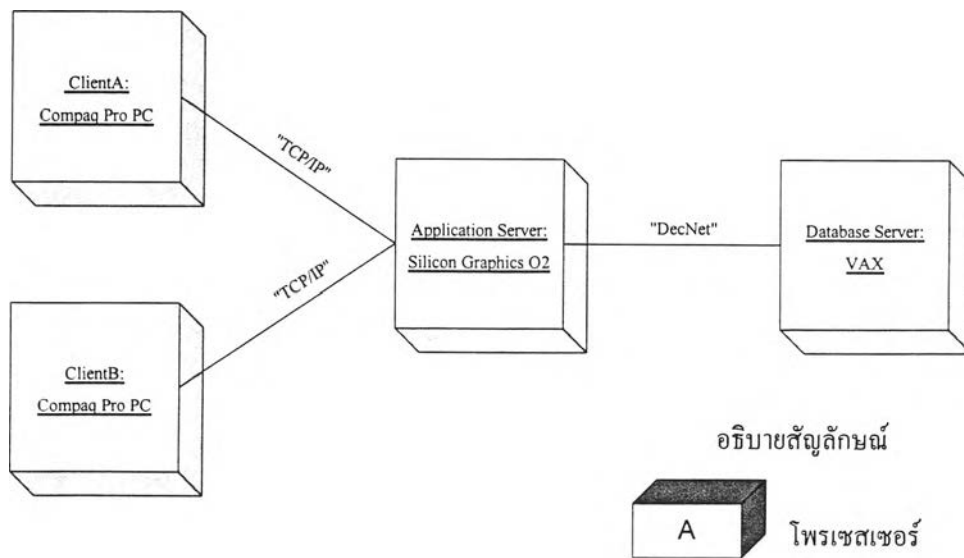 ClientA:
Compaq Pro PC
"TCP/IP"
Application Server:
Silicon Graphics O2
"DecNet"
Database Server:
VAX
"TCP/IP"
ClientB:
Compaq Pro PC
อธิบายสัญลักษณ์
A
โพรเซสเซอร์